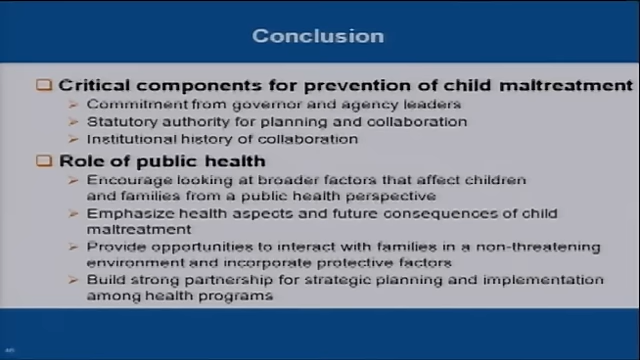 Conclusion
Critical components for prevention of child maltreatment
Commitment from governor and agency leaders
Statutory authority for planning and collaboration
Institutional history of collaboration
Role of public health
Encourage looking at broader factors that affect children
and families from a public health perspective
Emphasize health aspects and future consequences of child
maltreatment
Provide opportunities to interact with families in a non-threatening
environment and incorporate protective factors
Build strong partnership for strategic planning and implementation
among health programs